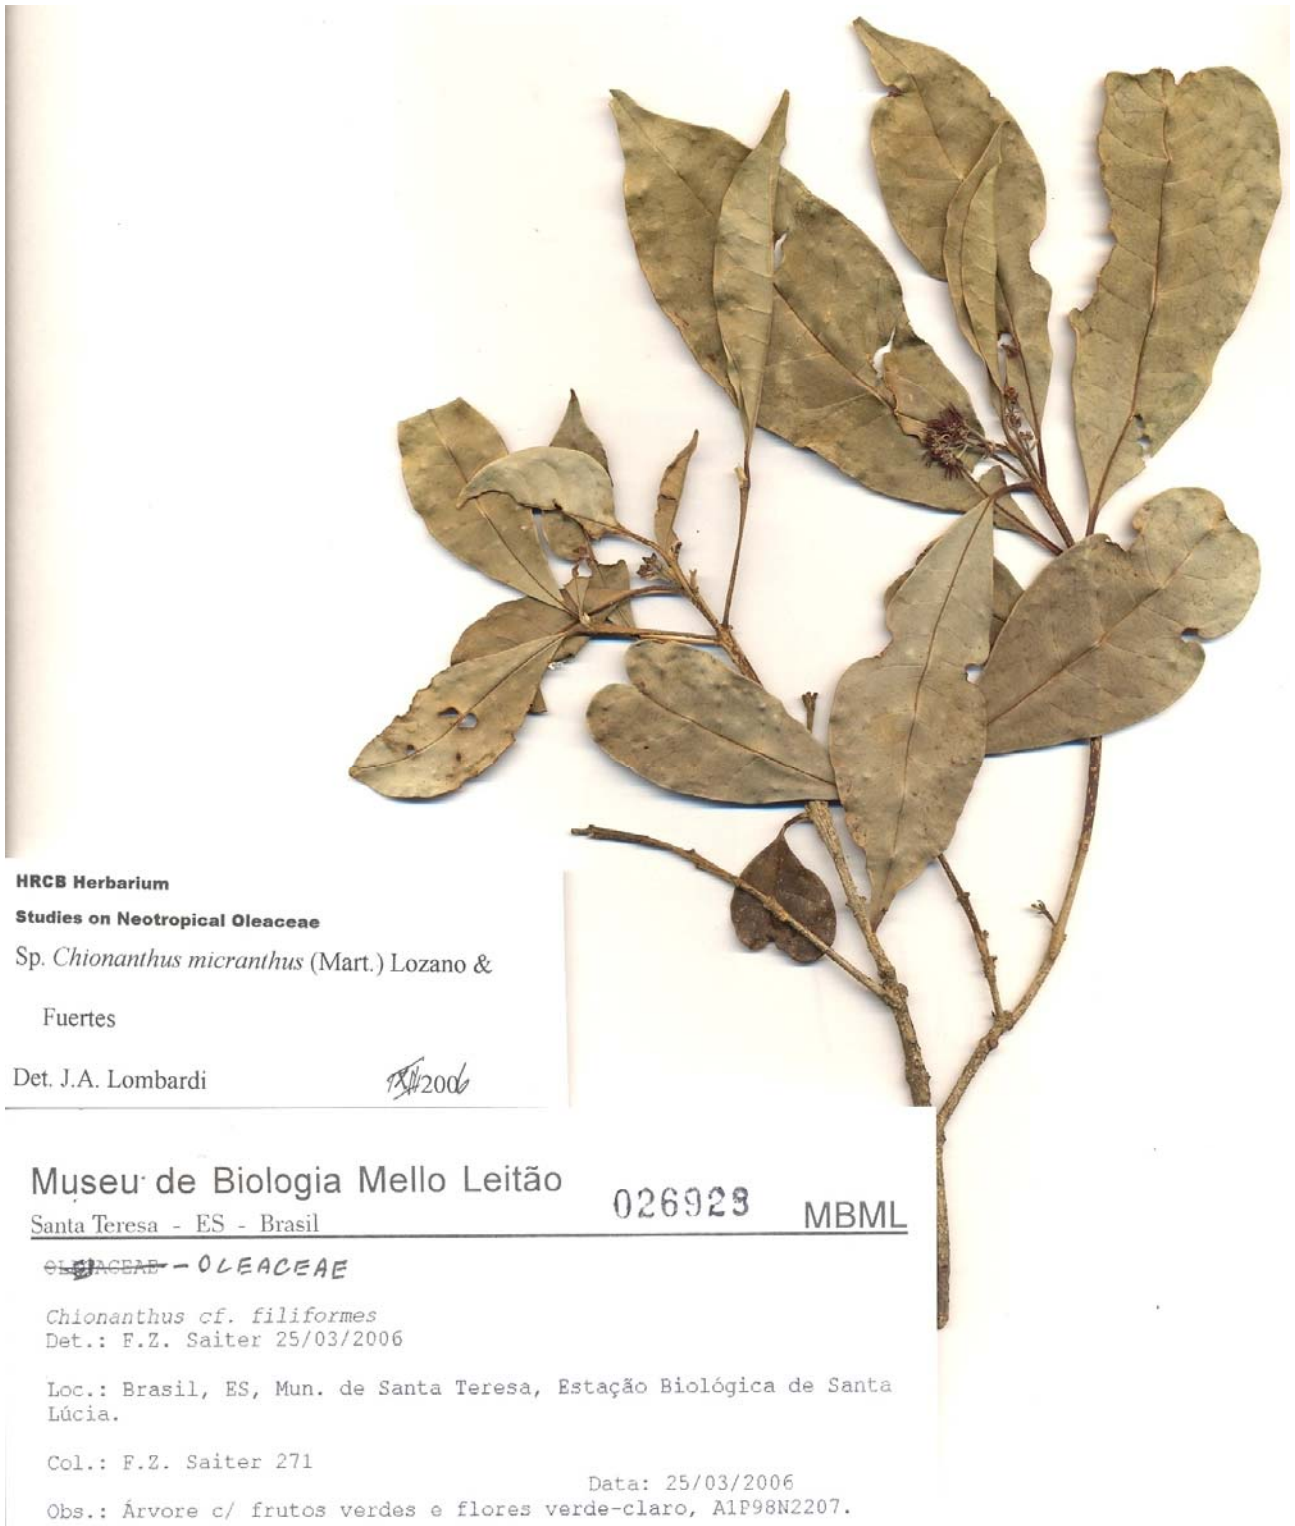 HRCB Herbarium
Studies on Neotropical Oleaceae
Sp. Chionanthus micranthus (Mart.) Lozano &
Fuertes
Det. J.A. Lombardi 2006
Museu de Biologia Mello Leitão
026928 MBML
Santa Teresa - ES - Brasil
- OLEACEAE
Chionanthus cf. filiformes
Det.: F.Z. Saiter 25/03/2006
Loc.: Brasil, ES, Mun. de Santa Teresa, Estação Biológica de Santa
Lúcia.
Col.: F.Z. Saiter 271
Data: 25/03/2006
Obs.: Árvore c/ frutos verdes e flores verde-claro, A1P98N2207.